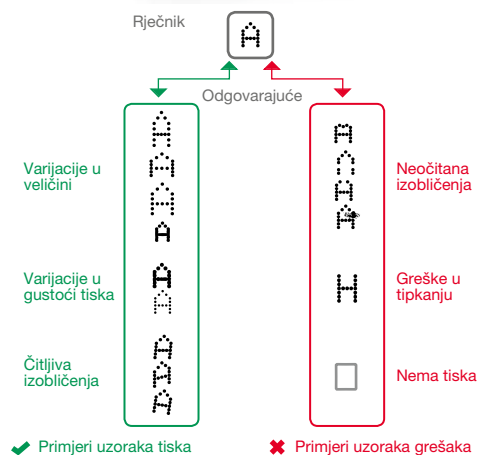 Rječnik
A
Odgovarajuće
A
A
A
A
Varijacije u
veličini
A
A
Varijacije u
gustoći tiska
A
A
A
Čitljiva
izobličenja
A
A
A
Neočitana
izobličenja
H
Greške u
tipkanju
Nema tiska
Primjeri uzoraka tiska
Primjeri uzoraka grešaka